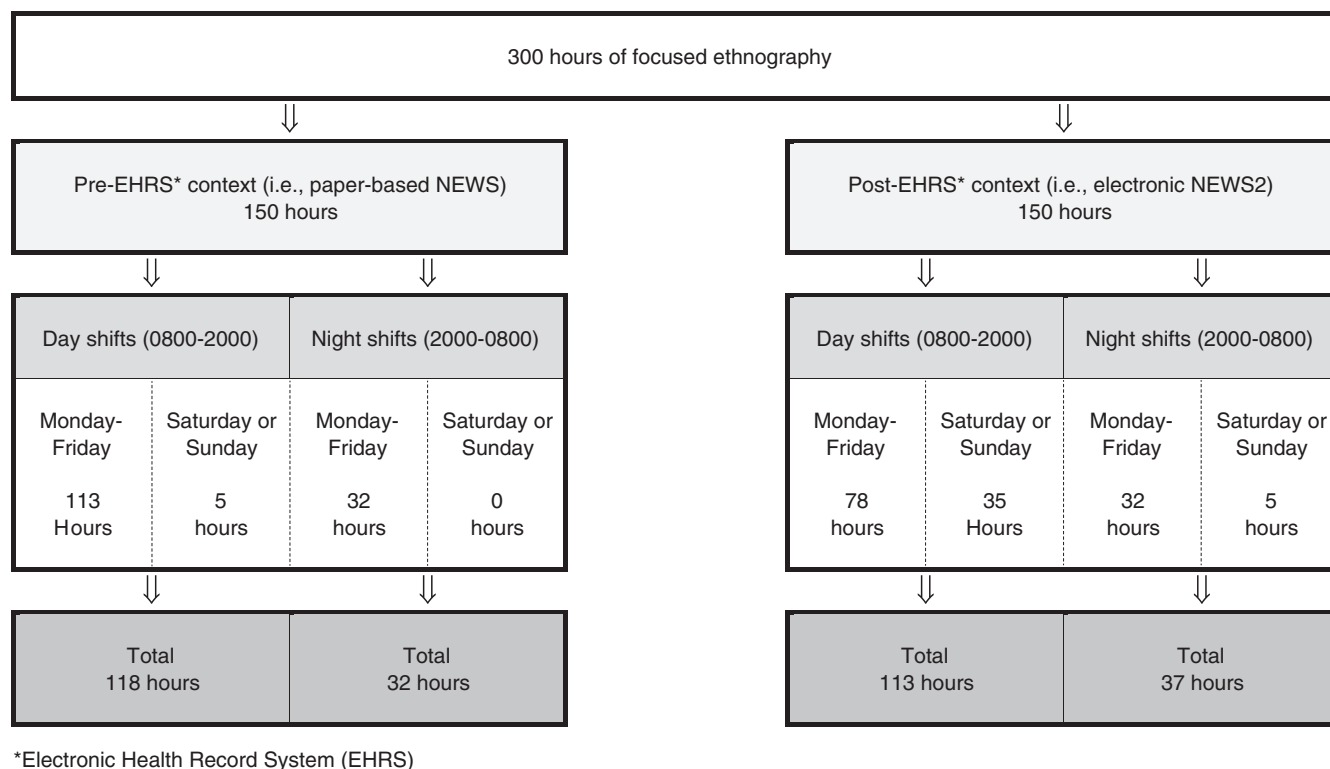 300 hours of focused ethnography
Pre-EHRS* context (i.e., paper-based NEWS)
150 hours
Post-EHRS* context (i.e., electronic NEWS2)
150 hours
Day shifts (0800-2000)
Night shifts (2000-0800)
Monday-
Friday
113
Hours
Saturday or
Sunday
5
hours
Monday-
Friday
32
hours
Saturday or
Sunday
0
hours
Total
118 hours
Total
32 hours
Day shifts (0800-2000)
Night shifts (2000-0800)
Monday-
Friday
78
hours
Saturday or
Sunday
35
Hours
Monday-
Friday
32
hours
Saturday or
Sunday
5
hours
Total
113 hours
Total
37 hours
*Electronic Health Record System (EHRS)